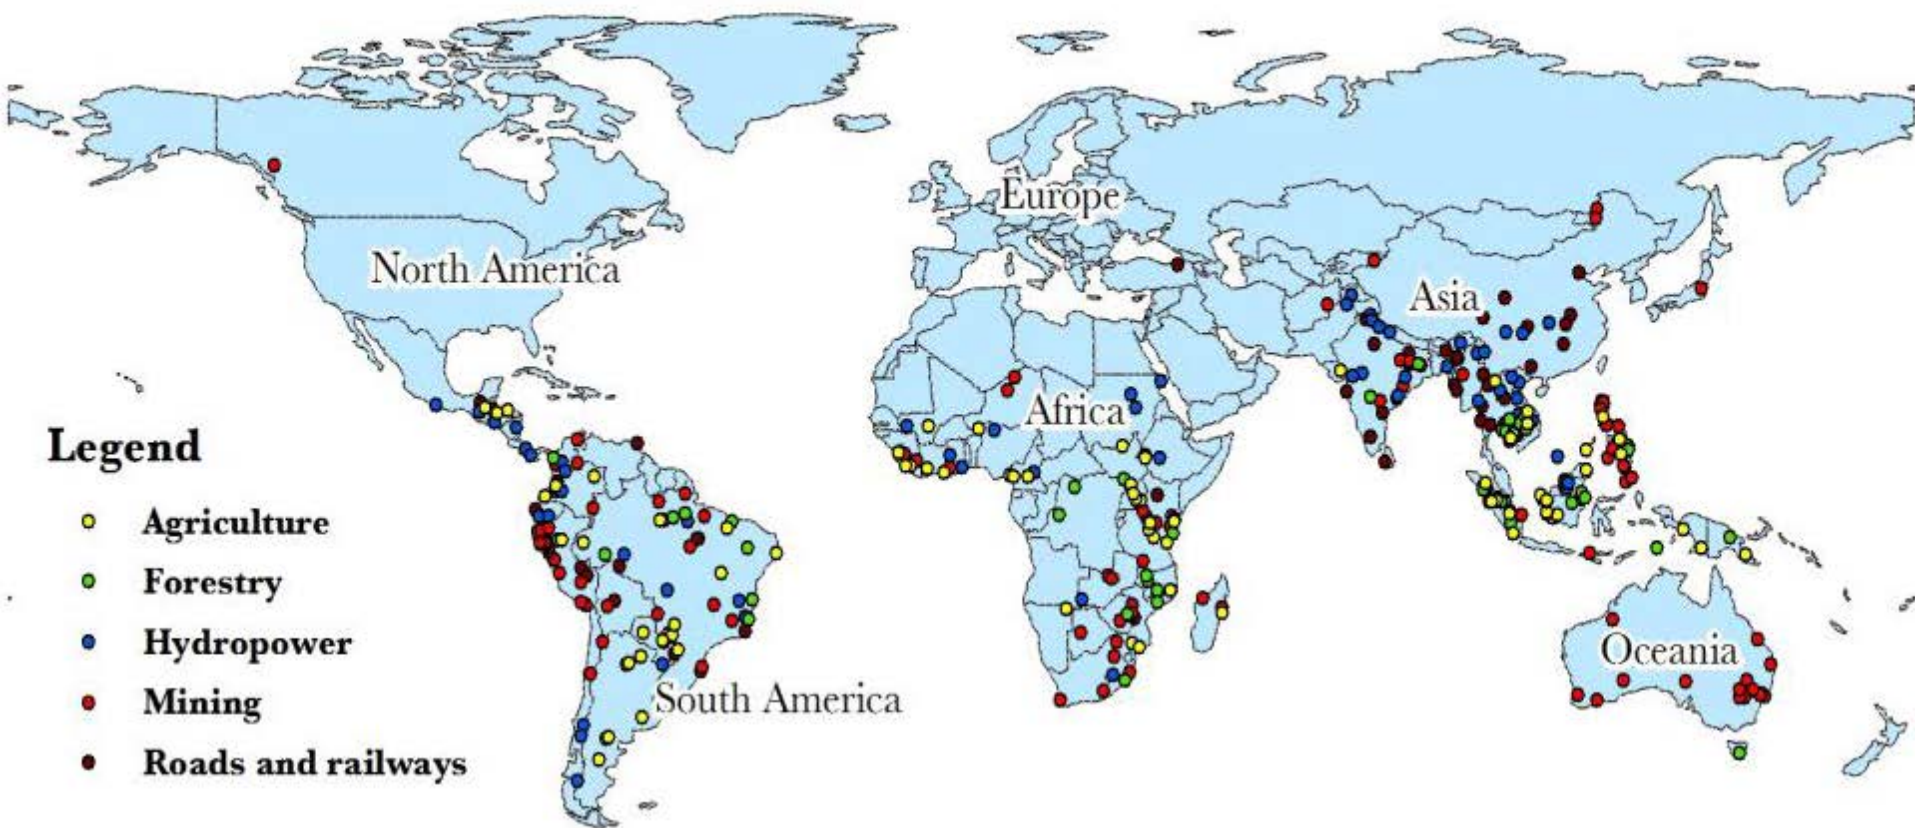 Europe
North America
Asia
Africa
Legend
Agriculture
Forestry
Hydropower
Oceania
South America
Mining
Roads and railways